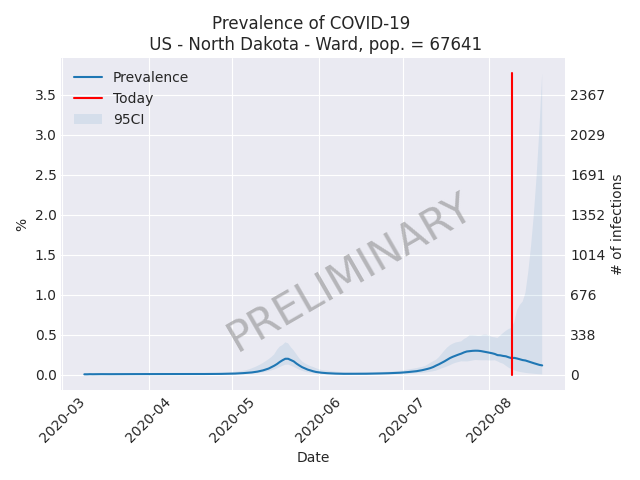 Prevalence of COVID-19
US - North Dakota - Ward, pop. = 67641
Prevalence
Today
95CI
3.5
3.0
2.5
2.0
1.5
1.0
0.5
0.0
%
2367
2029
1691
1352
1014
676
338
0
# of infections
PRELIMINARY
2020-03
2020-04
2020-05
2020-06
2020-07
2020-08
Date